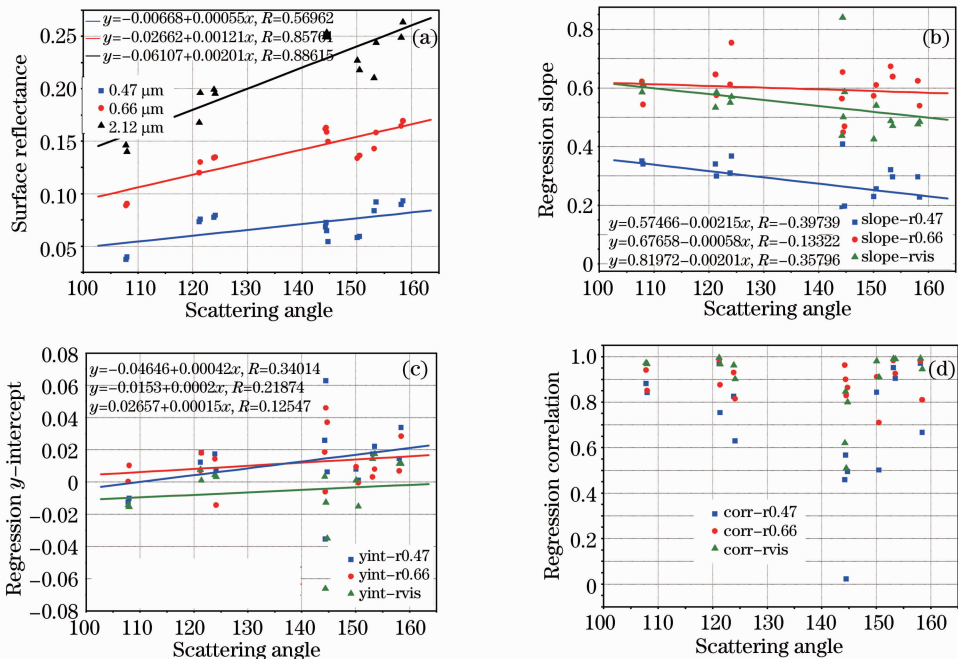 y=−0.00668+0.00055x, R=0.56962
y=−0.02662+0.00121x, R=0.85764
y=−0.06107+0.00201x, R=0.88615
(a)
0.47 μm
0.66 μm
2.12 μm
0.25
0.20
0.15
0.10
0.05
Surface reflectance
100 110 120 130 140 150 160
Scattering angle
(b)
0.8
0.6
0.4
0.2
0
Regression slope
y=0.57466−0.00215x, R=−0.39739
y=0.67658−0.00058x, R=−0.13322
y=0.81972−0.00201x, R=−0.35796
slope-r0.47
slope-r0.66
slope-rvis
100 110 120 130 140 150 160
Scattering angle
(c)
y=−0.04646+0.00042x, R=0.34014
y=−0.0153+0.0002x, R=0.21874
y=0.02657+0.00015x, R=0.12547
0.08
0.06
0.04
0.02
0
−0.02
−0.04
−0.06
−0.08
Regression y−intercept
yint-r0.47
yint-r0.66
yint-rvis
100 110 120 130 140 150 160
Scattering angle
(d)
1.0
0.8
0.6
0.4
0.2
0
Regression correlation
corr-r0.47
corr-r0.66
corr-rvis
100 110 120 130 140 150 160
Scattering angle